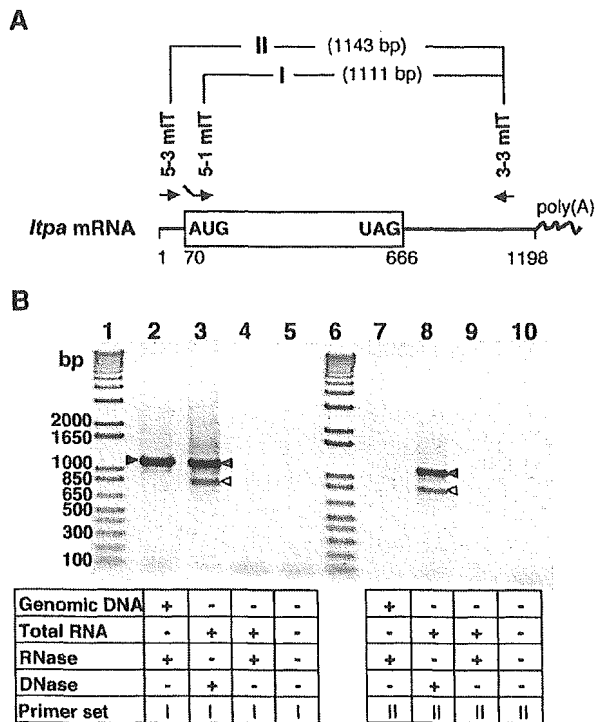 A
II (1143 bp)
I (1111 bp)
5-3 mIT
5-1 mIT
3-3 mIT
Itpa mRNA
AUG
UAG
poly(A)
1 70 666 1198
B
1 2 3 4 5 6 7 8 9 10
bp
2000
1650
1000
850
650
500
300
100
Genomic DNA + - - - + - - -
Total RNA - + + - - + + -
RNase + - + - + - + -
DNase - + - - - + - -
Primer set I I I I II II II II